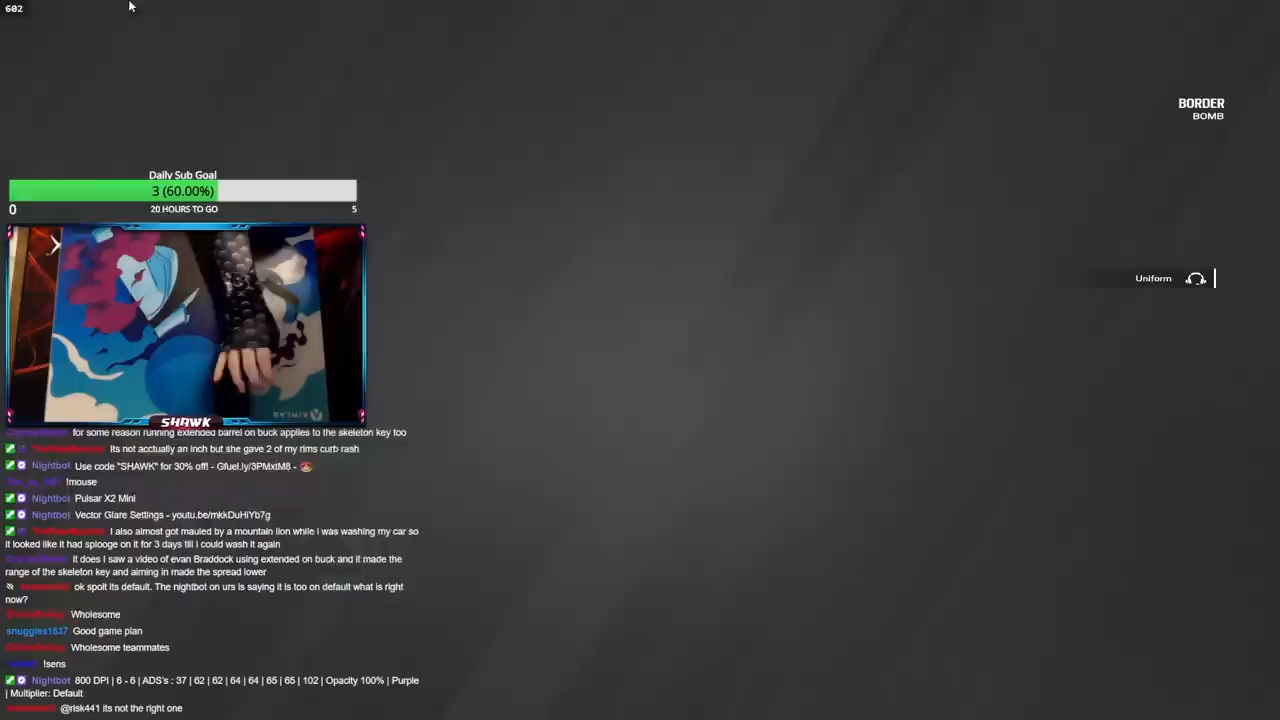 602
BORDER
BOMB
Daily Sub Goal
3 (60.00%)
0
20 HOURS TO GO
5
Uniform
SHAWK
for some reason running extended barrel on buck applies to the skeleton key too
Its not acctually an inch but she gave 2 of my rims curb rash
Nightbot Use code "SHAWK" for 30% off! - Gfuel.ly/3PMxtM8 -
!mouse
Nightbot Pulsar X2 Mini
Nightbot Vector Glare Settings - youtu.be/mkkDuHiYb7g
I also almost got mauled by a mountain lion while I was washing my car so
it looked like it had splooge on it for 3 days till I could wash it again
it does I saw a video of evan Braddock using extended on buck and it made the
range of the skeleton key and aiming in made the spread lower
ok spoit its default. The nightbot on urs is saying it is too on default what is right
now?
Wholesome
snuggles1637 Good game plan
Wholesome teammates
!sens
Nightbot 800 DPI | 6 - 6 | ADS's : 37 | 62 | 62 | 64 | 64 | 65 | 65 | 102 | Opacity 100% | Purple
| Multiplier: Default
@risk441 its not the right one